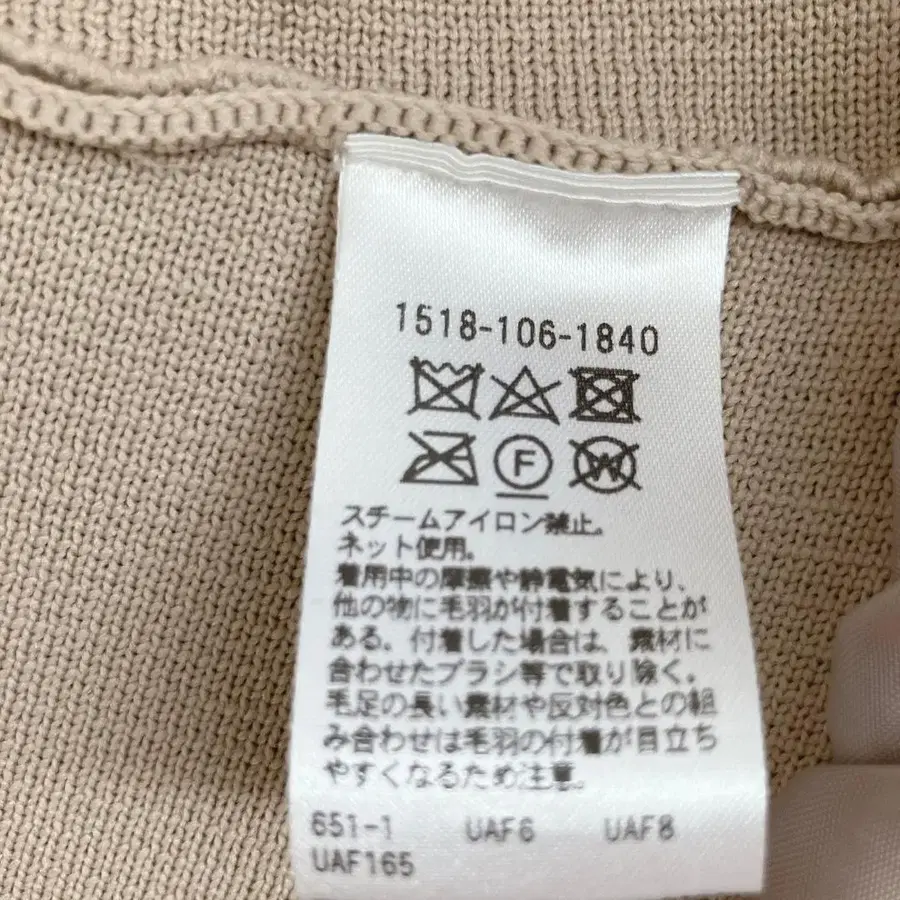 1518-106-1840
F
W
スチームアイロン禁止。
ネット使用。
着用中の摩擦や静電気により、
他の物に毛羽が付着することが
ある。付着した場合は、素材に
合わせたブラシ等で取り除く。
毛足の長い素材や反対色との組
み合わせは毛羽の付着が目立ち
やすくなるため注意。
651-1 UAF6 UAF8
UAF165